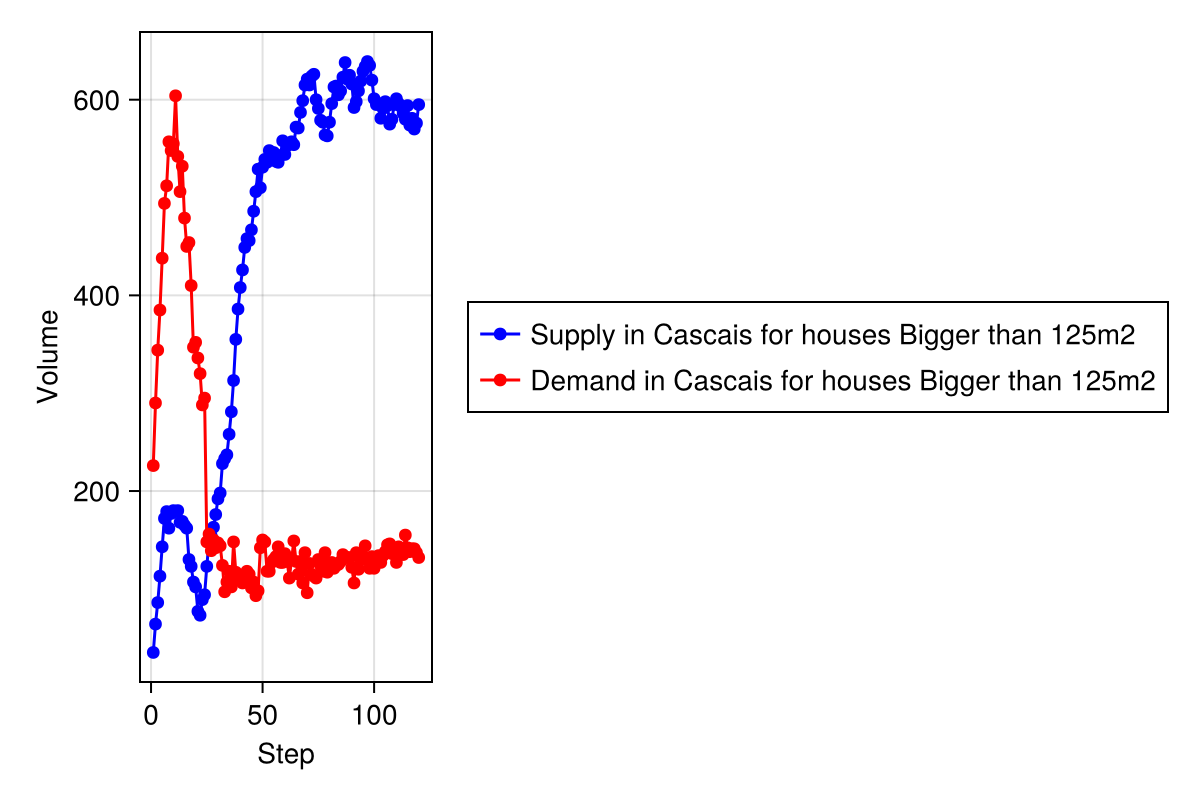 Volume
600
400
200
0 50 100
Step
Supply in Cascais for houses Bigger than 125m2
Demand in Cascais for houses Bigger than 125m2